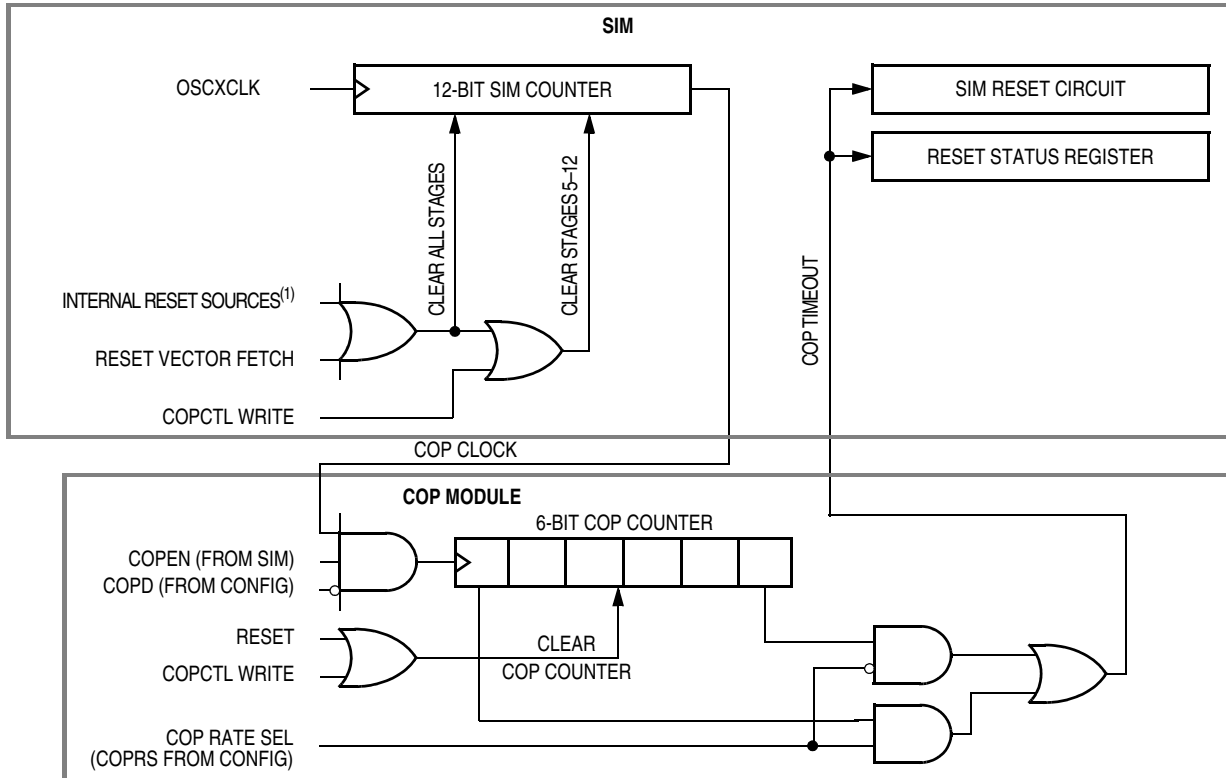 SIM
OSCXCLK
12-BIT SIM COUNTER
SIM RESET CIRCUIT
RESET STATUS REGISTER
CLEAR ALL STAGES
CLEAR STAGES 5–12
COP TIMEOUT
INTERNAL RESET SOURCES(1)
RESET VECTOR FETCH
COPCTL WRITE
COP CLOCK
COP MODULE
6-BIT COP COUNTER
COPEN (FROM SIM)
COPD (FROM CONFIG)
RESET
CLEAR
COPCTL WRITE
COP COUNTER
COP RATE SEL
(COPRS FROM CONFIG)